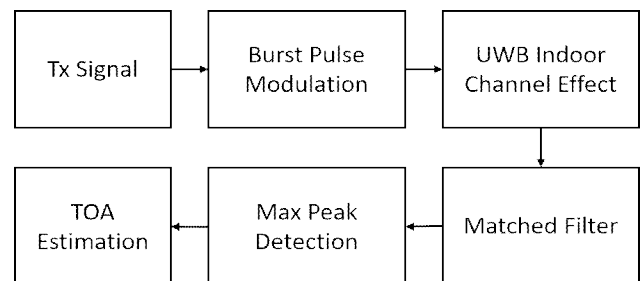 Tx Signal
Burst Pulse
Modulation
UWB Indoor
Channel Effect
TOA
Estimation
Max Peak
Detection
Matched Filter